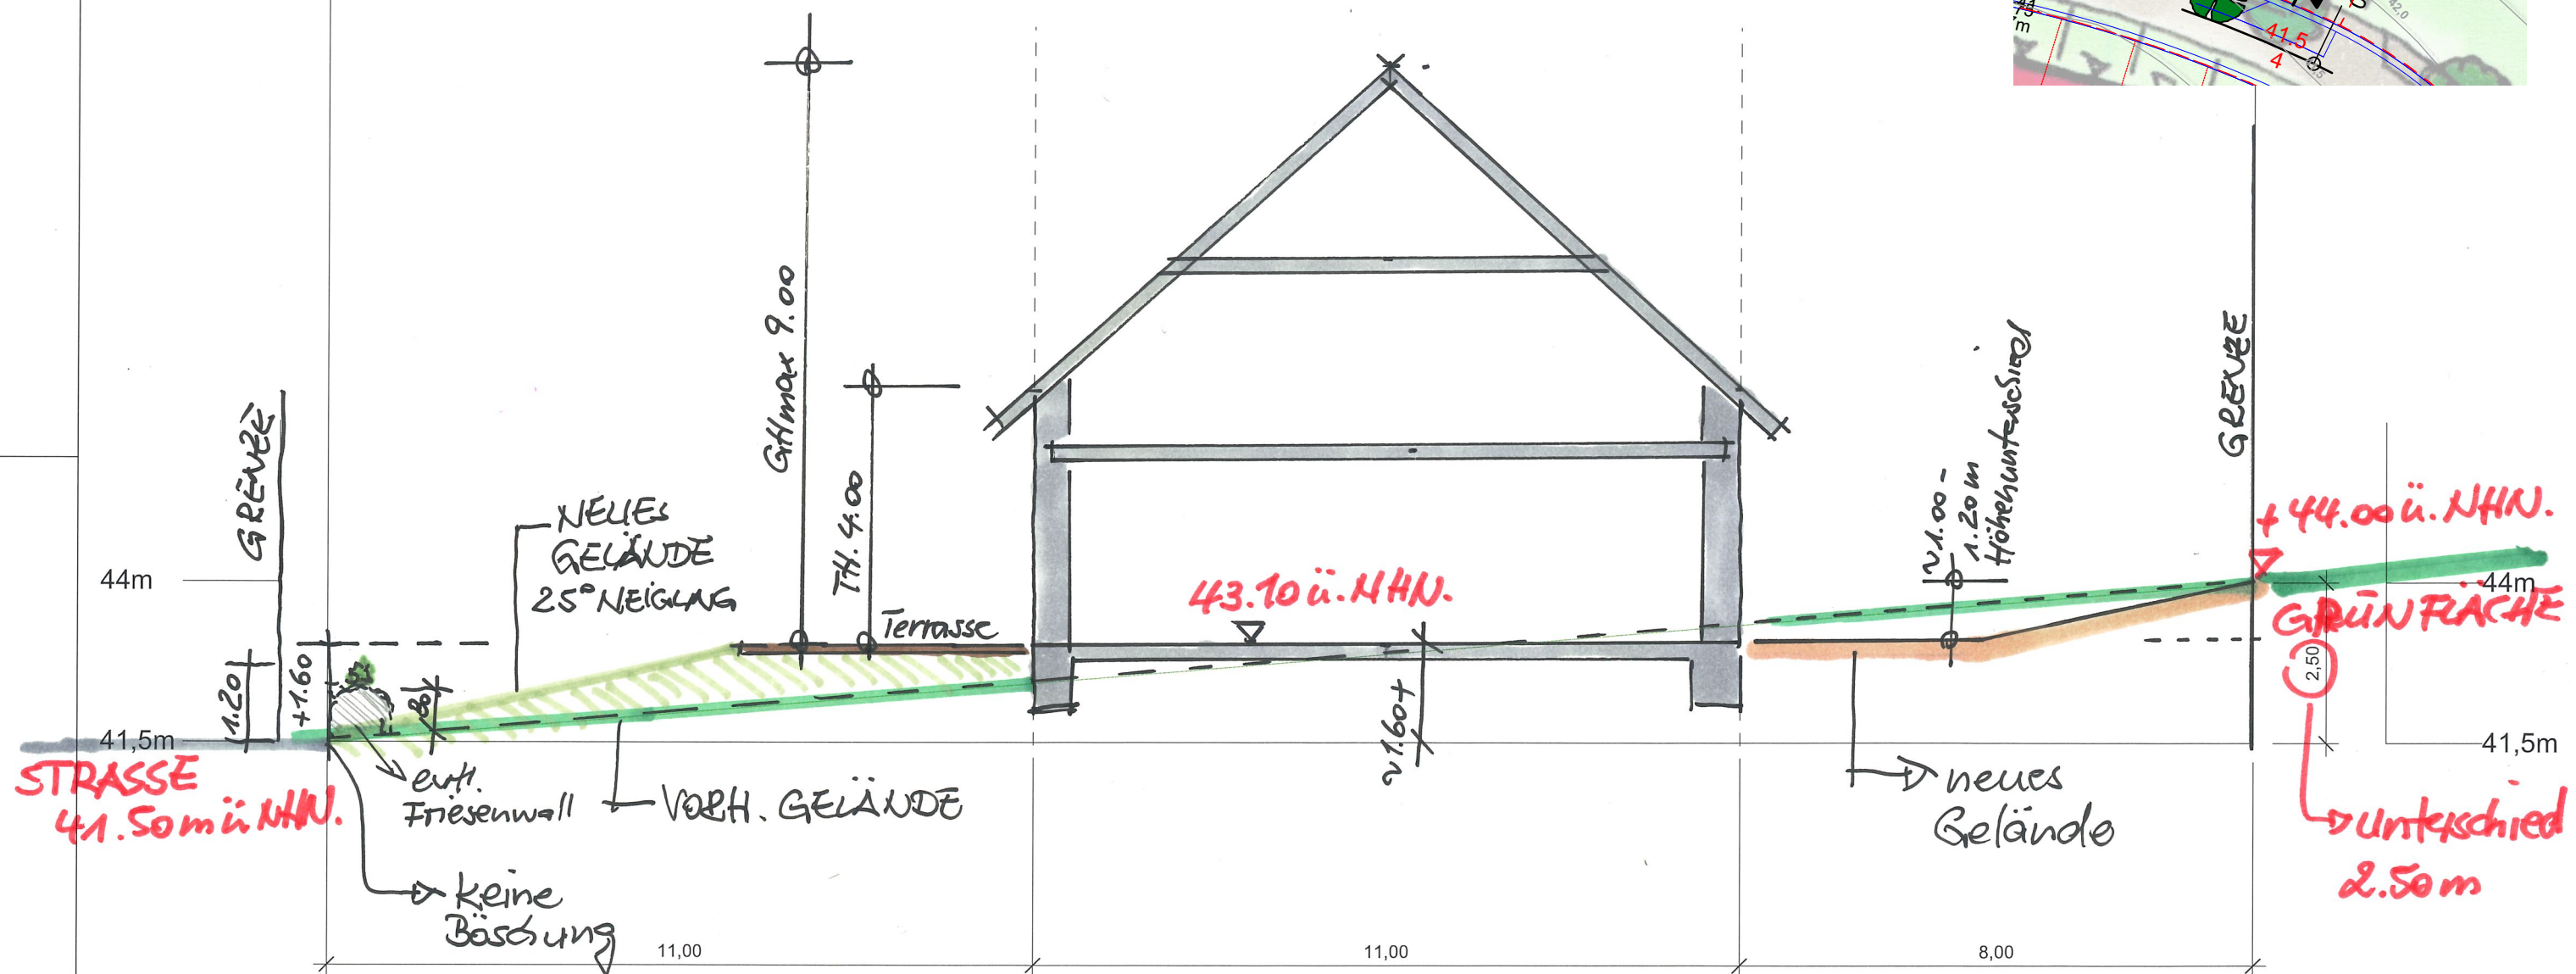 42,0
m
41.5
4
GRENZE
44m
1.20
+1.60
80
41,5m
STRASSE
41.50 m ü NHN.
NEUES
GELÄNDE
25° NEIGUNG
GHmax 9.00
TH. 4.00
Terrasse
evtl.
Friesenwall
VORH. GELÄNDE
keine
Böschung
43.10 ü. NHN.
~1.60+
~1.00 -
1.20 m
Höhenunterschied
neues
Gelände
GRENZE
+44.00 ü. NHN.
44m
GRÜNFLÄCHE
2,50
41,5m
unterschied
2.50m
11,00
11,00
8,00